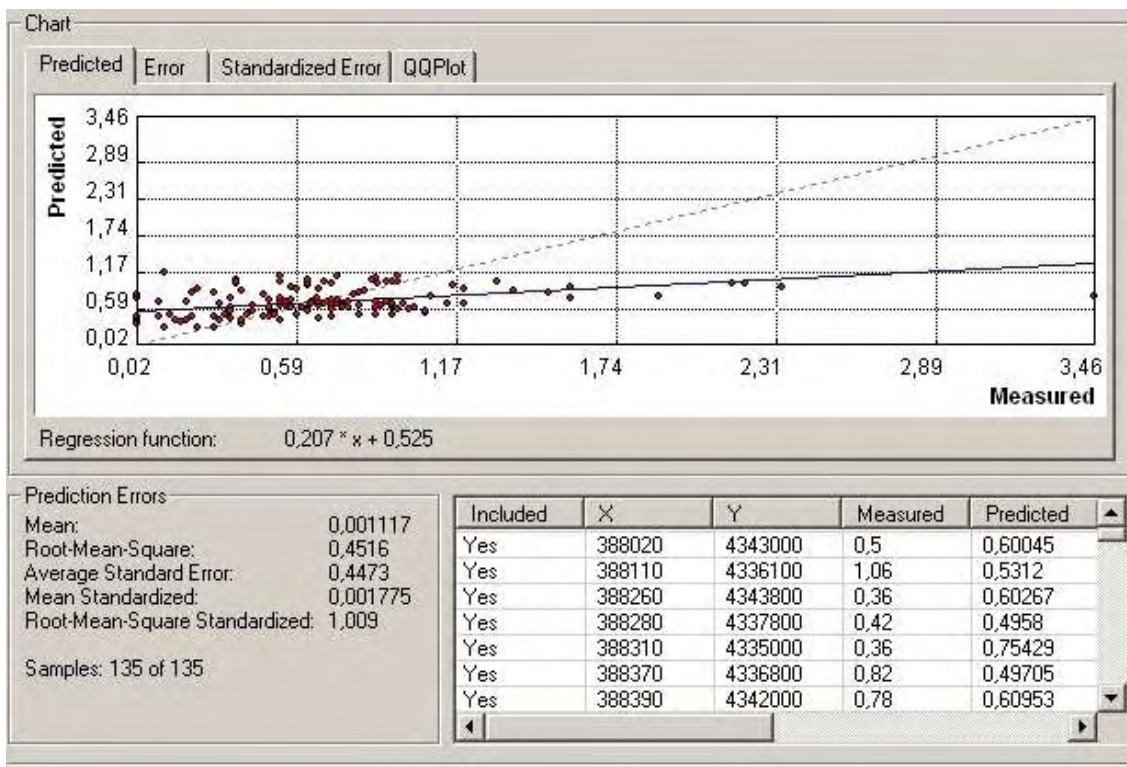 Chart
Predicted Error Standardized Error QQPlot
Predicted
3,46
2,89
2,31
1,74
1,17
0,59
0,02
0,02 0,59 1,17 1,74 2,31 2,89 3,46
Measured
Regression function: 0,207 * x + 0,525
Prediction Errors
Mean: 0,001117
Root-Mean-Square: 0,4516
Average Standard Error: 0,4473
Mean Standardized: 0,001775
Root-Mean-Square Standardized: 1,009
Samples: 135 of 135
Included X Y Measured Predicted
Yes 388020 4343000 0,5 0,60045
Yes 388110 4336100 1,06 0,5312
Yes 388260 4343800 0,36 0,60267
Yes 388280 4337800 0,42 0,4958
Yes 388310 4335000 0,36 0,75429
Yes 388370 4336800 0,82 0,49705
Yes 388390 4342000 0,78 0,60953